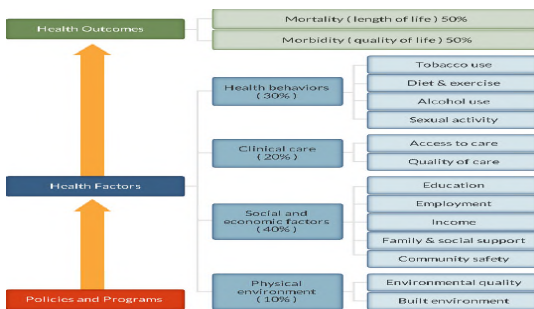 Health Outcomes
Mortality ( length of life ) 50%
Morbidity ( quality of life ) 50%
Health Factors
Health behaviors
( 30% )
Tobacco use
Diet & exercise
Alcohol use
Sexual activity
Clinical care
( 20% )
Access to care
Quality of care
Social and
economic factors
( 40% )
Education
Employment
Income
Family & social support
Community safety
Policies and Programs
Physical
environment
( 10% )
Environmental quality
Built environment